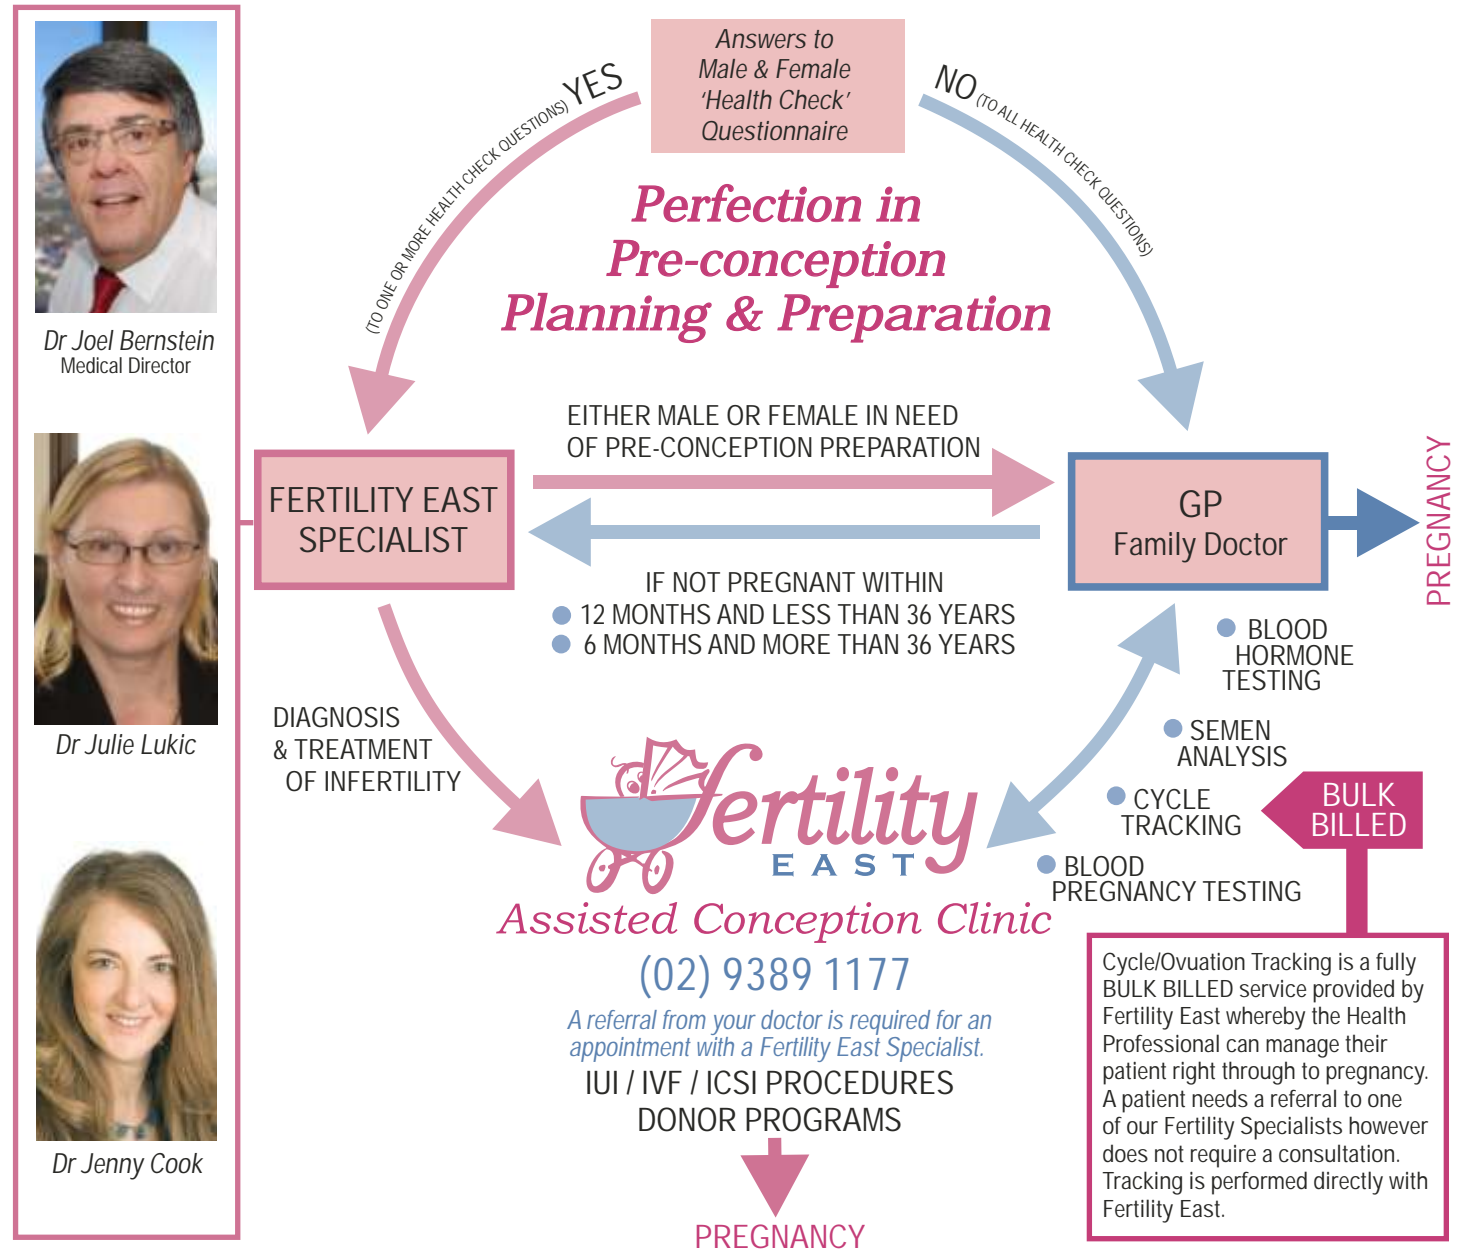 Answers to
Male & Female
‘Health Check’
Questionnaire
(TO ONE OR MORE HEALTH CHECK QUESTIONS) YES
NO (TO ALL HEALTH CHECK QUESTIONS)
Perfection in
Pre-conception
Planning & Preparation
Dr Joel Bernstein
Medical Director
Dr Julie Lukic
Dr Jenny Cook
FERTILITY EAST
SPECIALIST
EITHER MALE OR FEMALE IN NEED
OF PRE-CONCEPTION PREPARATION
GP
Family Doctor
PREGNANCY
IF NOT PREGNANT WITHIN
12 MONTHS AND LESS THAN 36 YEARS
6 MONTHS AND MORE THAN 36 YEARS
DIAGNOSIS
& TREATMENT
OF INFERTILITY
BLOOD
HORMONE
TESTING
SEMEN
ANALYSIS
CYCLE
TRACKING
BLOOD
PREGNANCY TESTING
BULK
BILLED
fertility
EAST
Assisted Conception Clinic
(02) 9389 1177
A referral from your doctor is required for an
appointment with a Fertility East Specialist.
IUI / IVF / ICSI PROCEDURES
DONOR PROGRAMS
PREGNANCY
Cycle/Ovuation Tracking is a fully
BULK BILLED service provided by
Fertility East whereby the Health
Professional can manage their
patient right through to pregnancy.
A patient needs a referral to one
of our Fertility Specialists however
does not require a consultation.
Tracking is performed directly with
Fertility East.